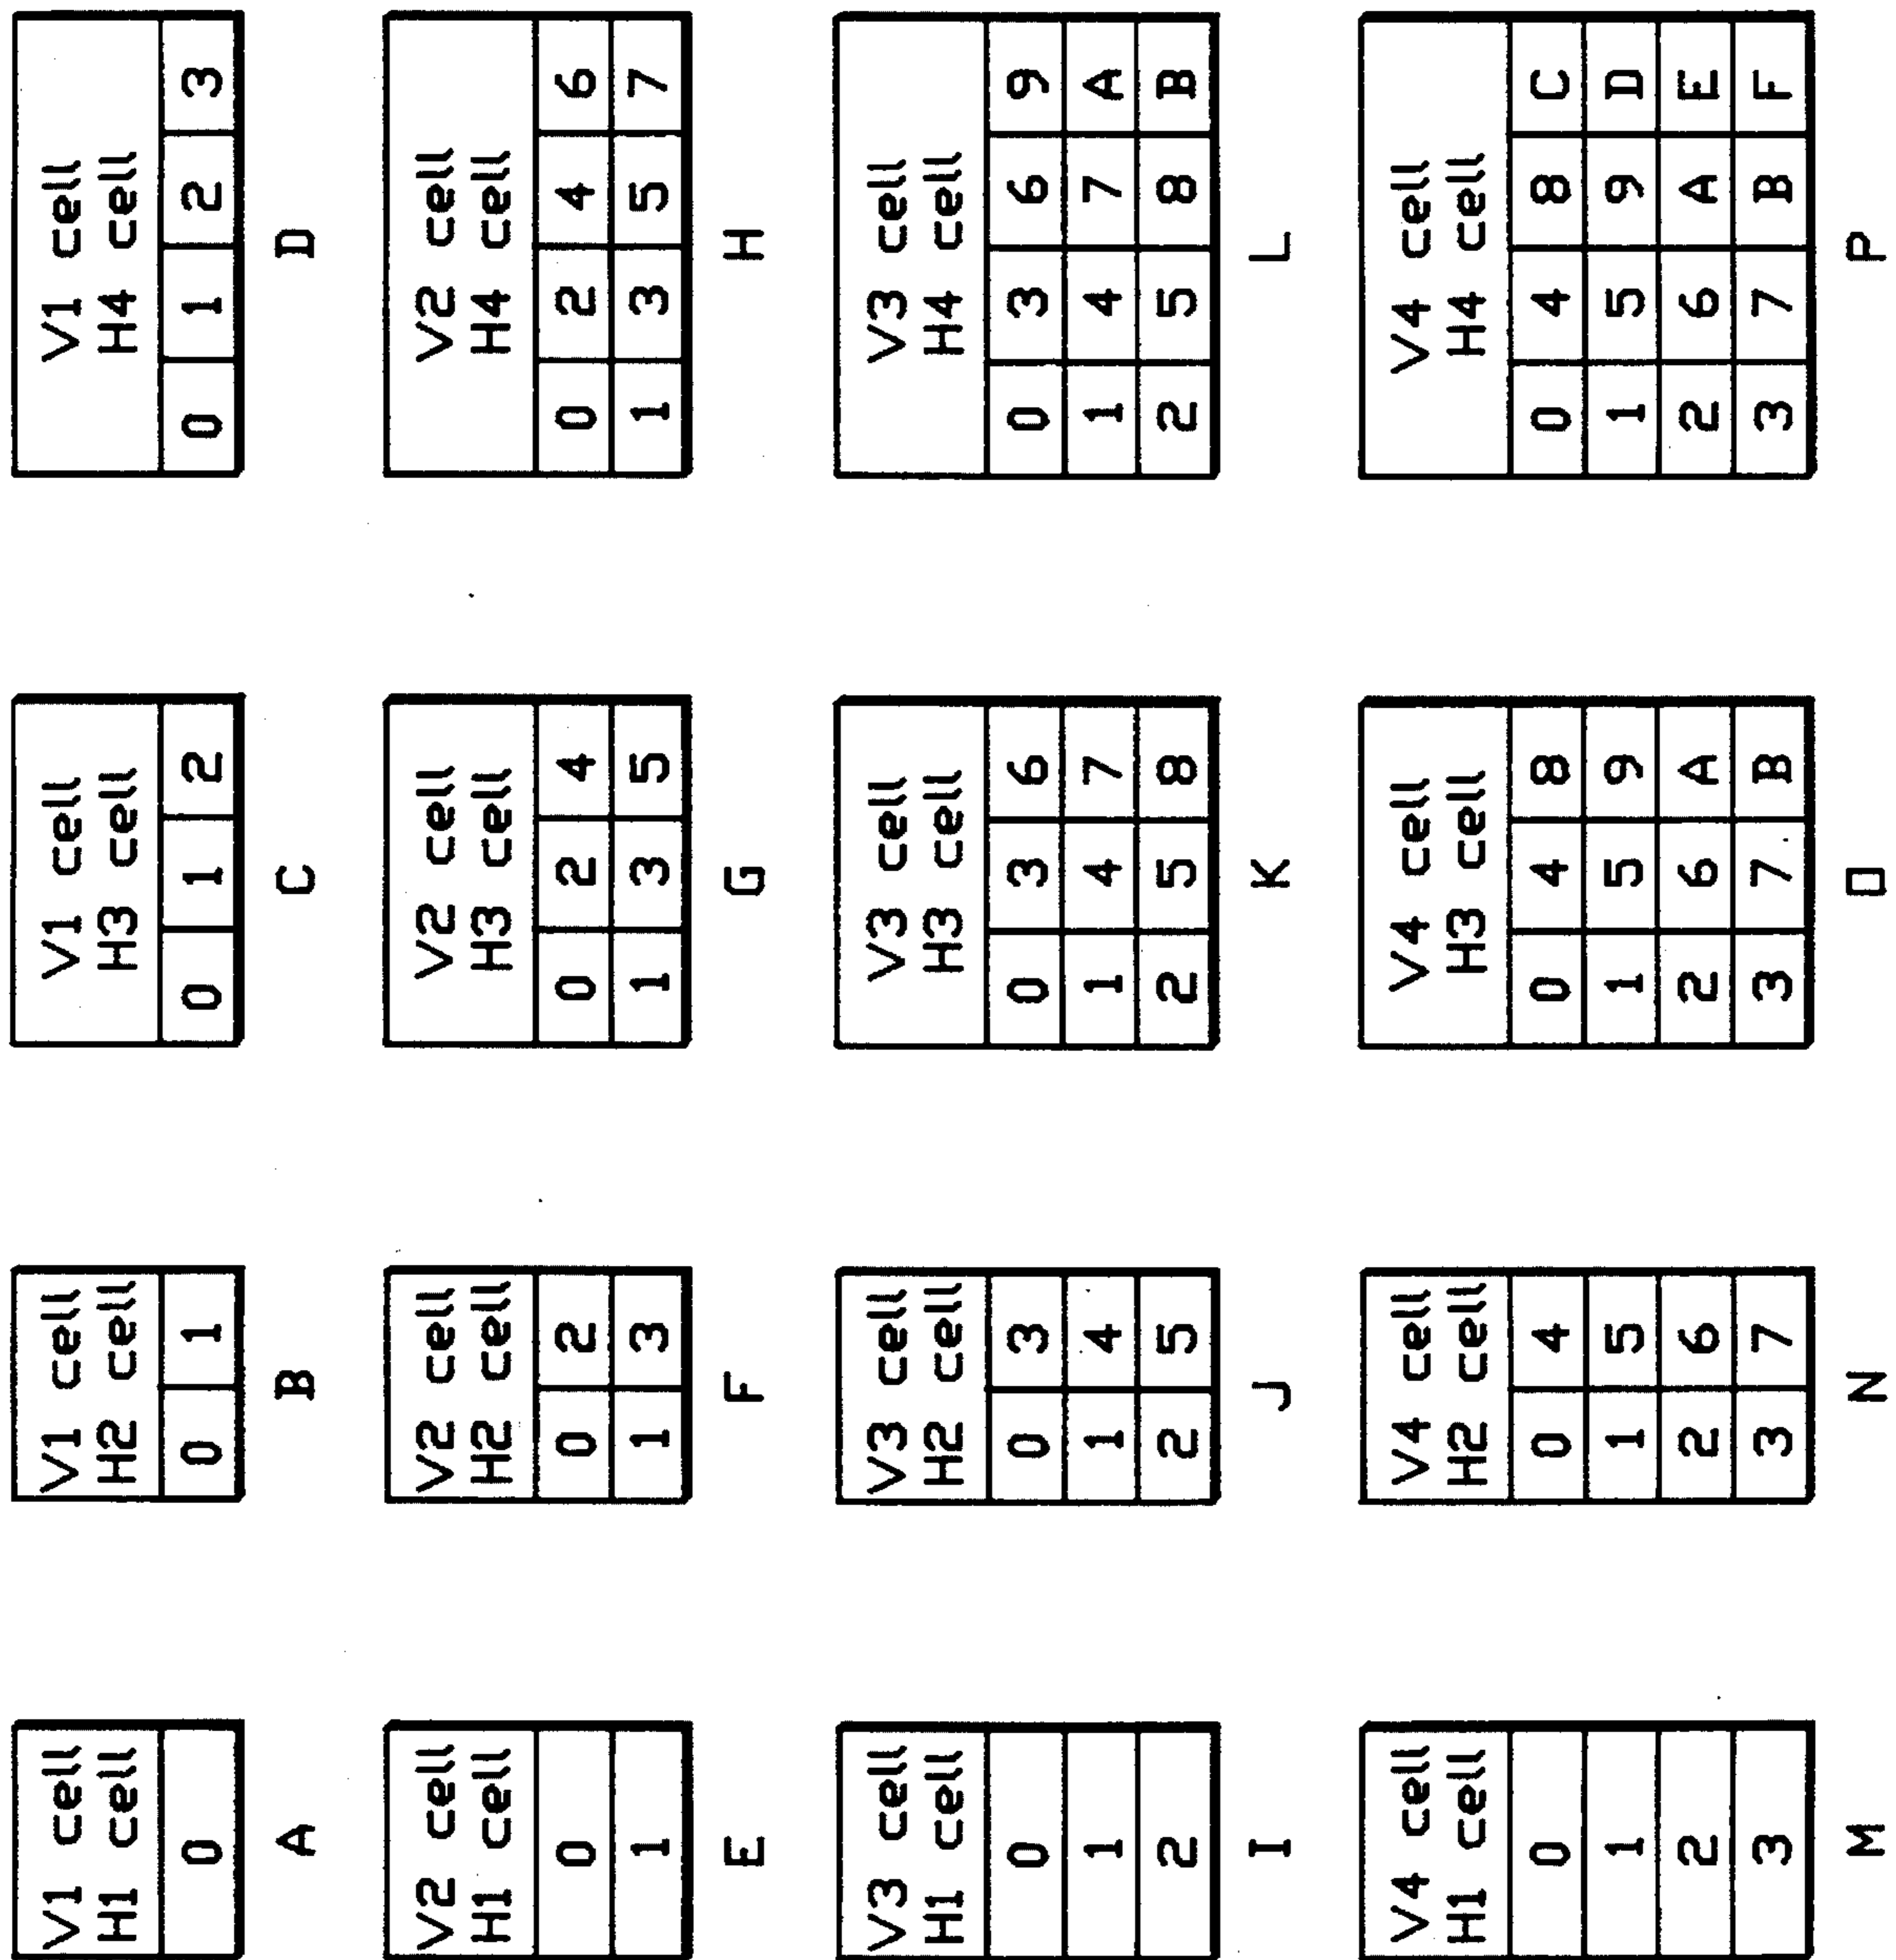 V1 cell
H1 cell
0
A
V1 cell
H2 cell
0 1
B
V1 cell
H3 cell
0 1 2
C
V1 cell
H4 cell
0 1 2 3
D
V2 cell
H1 cell
0
1
E
V2 cell
H2 cell
0 2
1 3
F
V2 cell
H3 cell
0 2 4
1 3 5
G
V2 cell
H4 cell
0 2 4 6
1 3 5 7
H
V3 cell
H1 cell
0
1
2
I
V3 cell
H2 cell
0 3
1 4
2 5
J
V3 cell
H3 cell
0 3 6
1 4 7
2 5 8
K
V3 cell
H4 cell
0 3 6 9
1 4 7 A
2 5 8 B
L
V4 cell
H1 cell
0
1
2
3
M
V4 cell
H2 cell
0 4
1 5
2 6
3 7
N
V4 cell
H3 cell
0 4 8
1 5 9
2 6 A
3 7 B
O
V4 cell
H4 cell
0 4 8 C
1 5 9 D
2 6 A E
3 7 B F
P